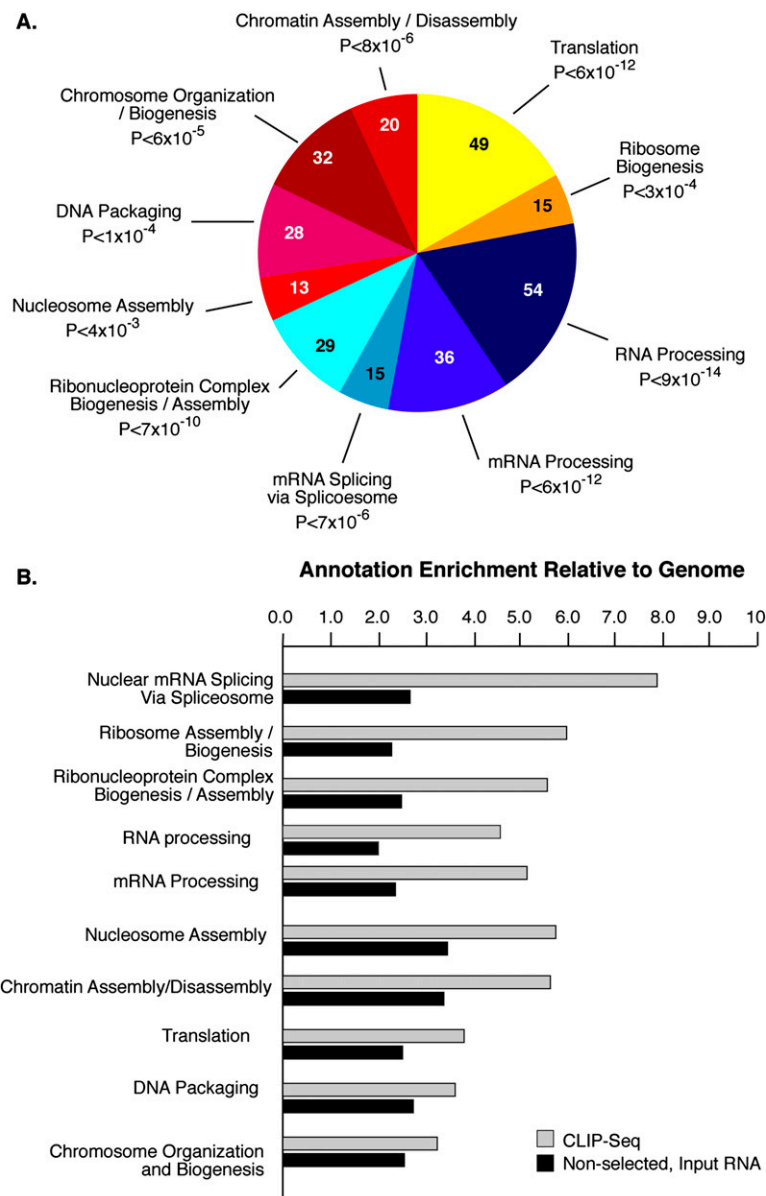 A.
Chromatin Assembly / Disassembly
P<8x10-6
Translation
P<6x10-12
Chromosome Organization
/ Biogenesis
P<6x10-5
Ribosome
Biogenesis
P<3x10-4
DNA Packaging
P<1x10-4
Nucleosome Assembly
P<4x10-3
RNA Processing
P<9x10-14
Ribonucleoprotein Complex
Biogenesis / Assembly
P<7x10-10
mRNA Processing
P<6x10-12
mRNA Splicing
via Splicoesome
P<7x10-6
20
49
32
15
28
54
13
29
36
15
B.
Annotation Enrichment Relative to Genome
0.0 1.0 2.0 3.0 4.0 5.0 6.0 7.0 8.0 9.0 10
Nuclear mRNA Splicing
Via Spliceosome
Ribosome Assembly /
Biogenesis
Ribonucleoprotein Complex
Biogenesis / Assembly
RNA processing
mRNA Processing
Nucleosome Assembly
Chromatin Assembly/Disassembly
Translation
DNA Packaging
Chromosome Organization
and Biogenesis
CLIP-Seq
Non-selected, Input RNA